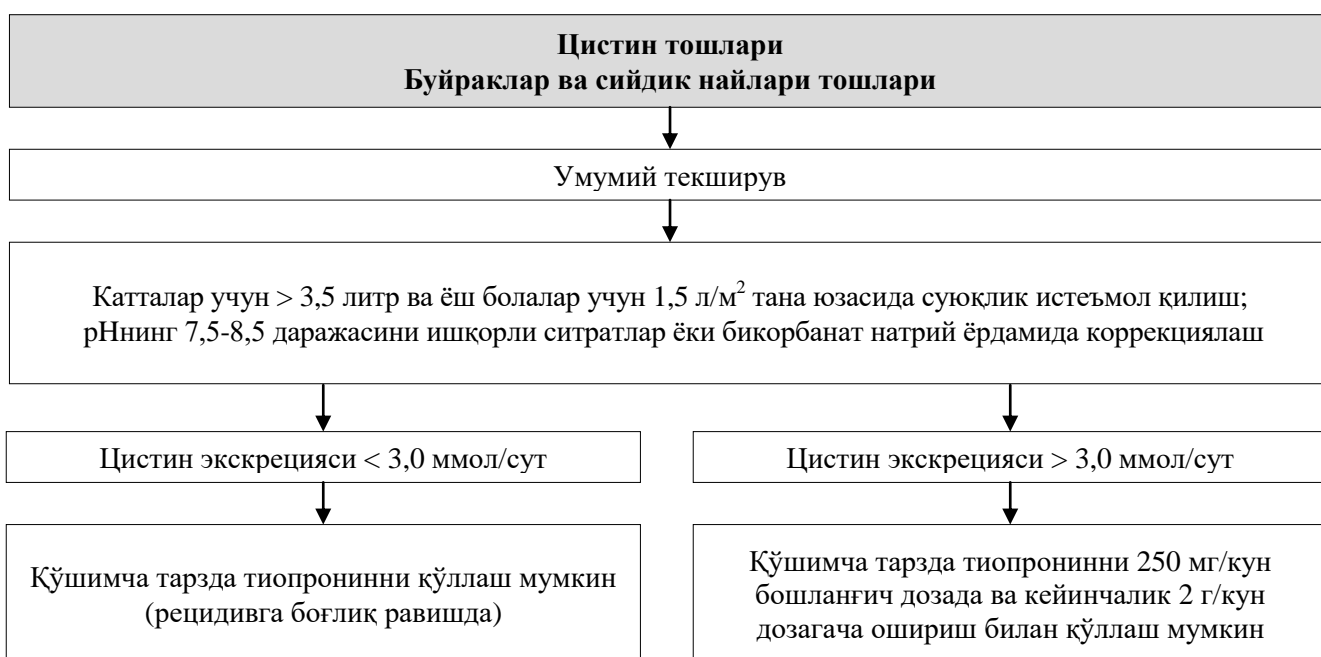 Цистин тошлари
Буйраклар ва сийдик найлари тошлари
Умумий текширув
Катталар учун > 3,5 литр ва ёш болалар учун 1,5 л/м² тана юзасида суюқлик истеъмол қилиш;
рНнинг 7,5-8,5 даражасини ишқорли ситратлар ёки бикорбанат натрий ёрдамида коррекциялаш
Цистин экскрецияси < 3,0 ммол/сут
Цистин экскрецияси > 3,0 ммол/сут
Қўшимча тарзда тиопронинни қўллаш мумкин
(рецидивга боғлиқ равишда)
Қўшимча тарзда тиопронинни 250 мг/кун
бошланғич дозада ва кейинчалик 2 г/кун
дозагача ошириш билан қўллаш мумкин